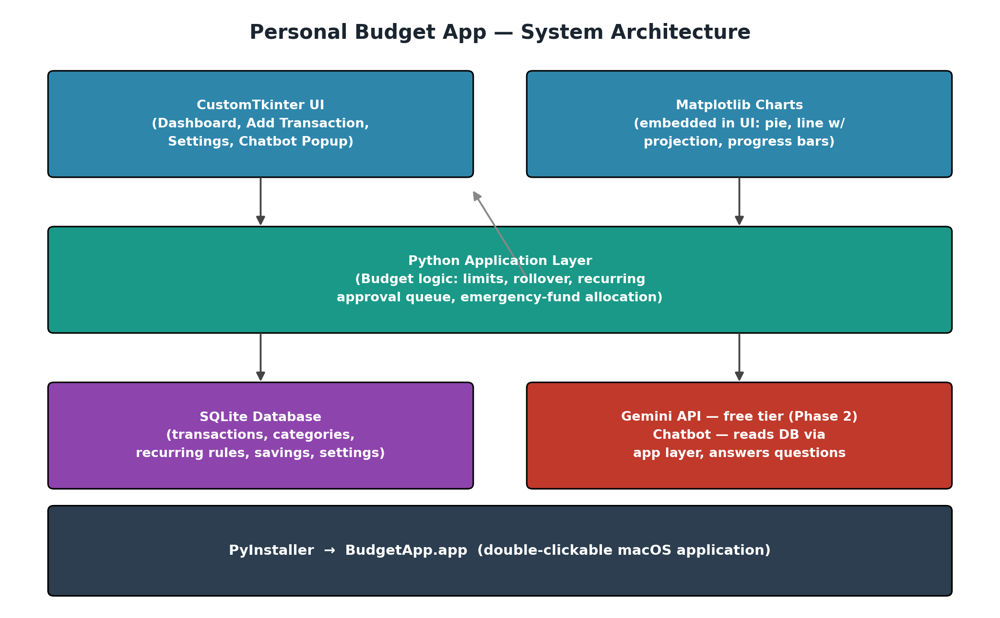 Personal Budget App — System Architecture
CustomTkinter UI
(Dashboard, Add Transaction,
Settings, Chatbot Popup)
Matplotlib Charts
(embedded in UI: pie, line w/
projection, progress bars)
Python Application Layer
(Budget logic: limits, rollover, recurring
approval queue, emergency-fund allocation)
SQLite Database
(transactions, categories,
recurring rules, savings, settings)
Gemini API — free tier (Phase 2)
Chatbot — reads DB via
app layer, answers questions
PyInstaller → BudgetApp.app (double-clickable macOS application)